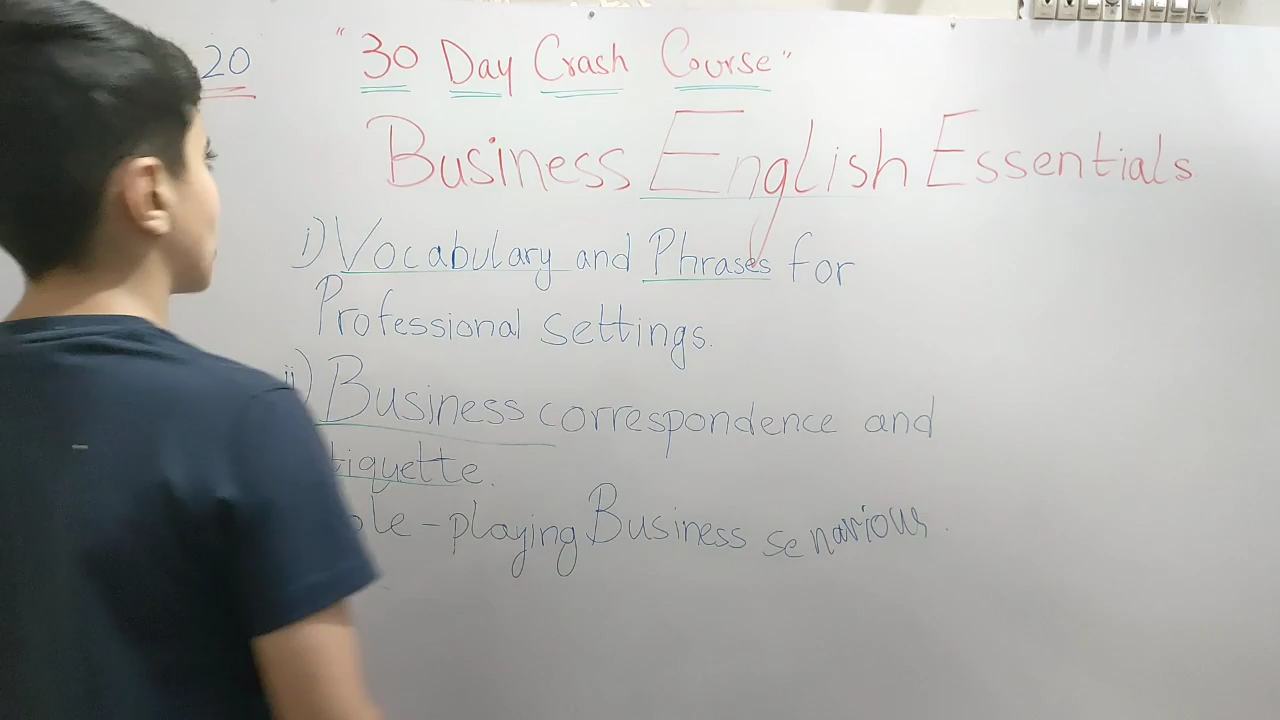 20 "30 Day Crash Course"
Business English Essentials
i) Vocabulary and Phrases for
Professional settings.
ii) Business correspondence and
tiquette.
ole-playing Business senarious.